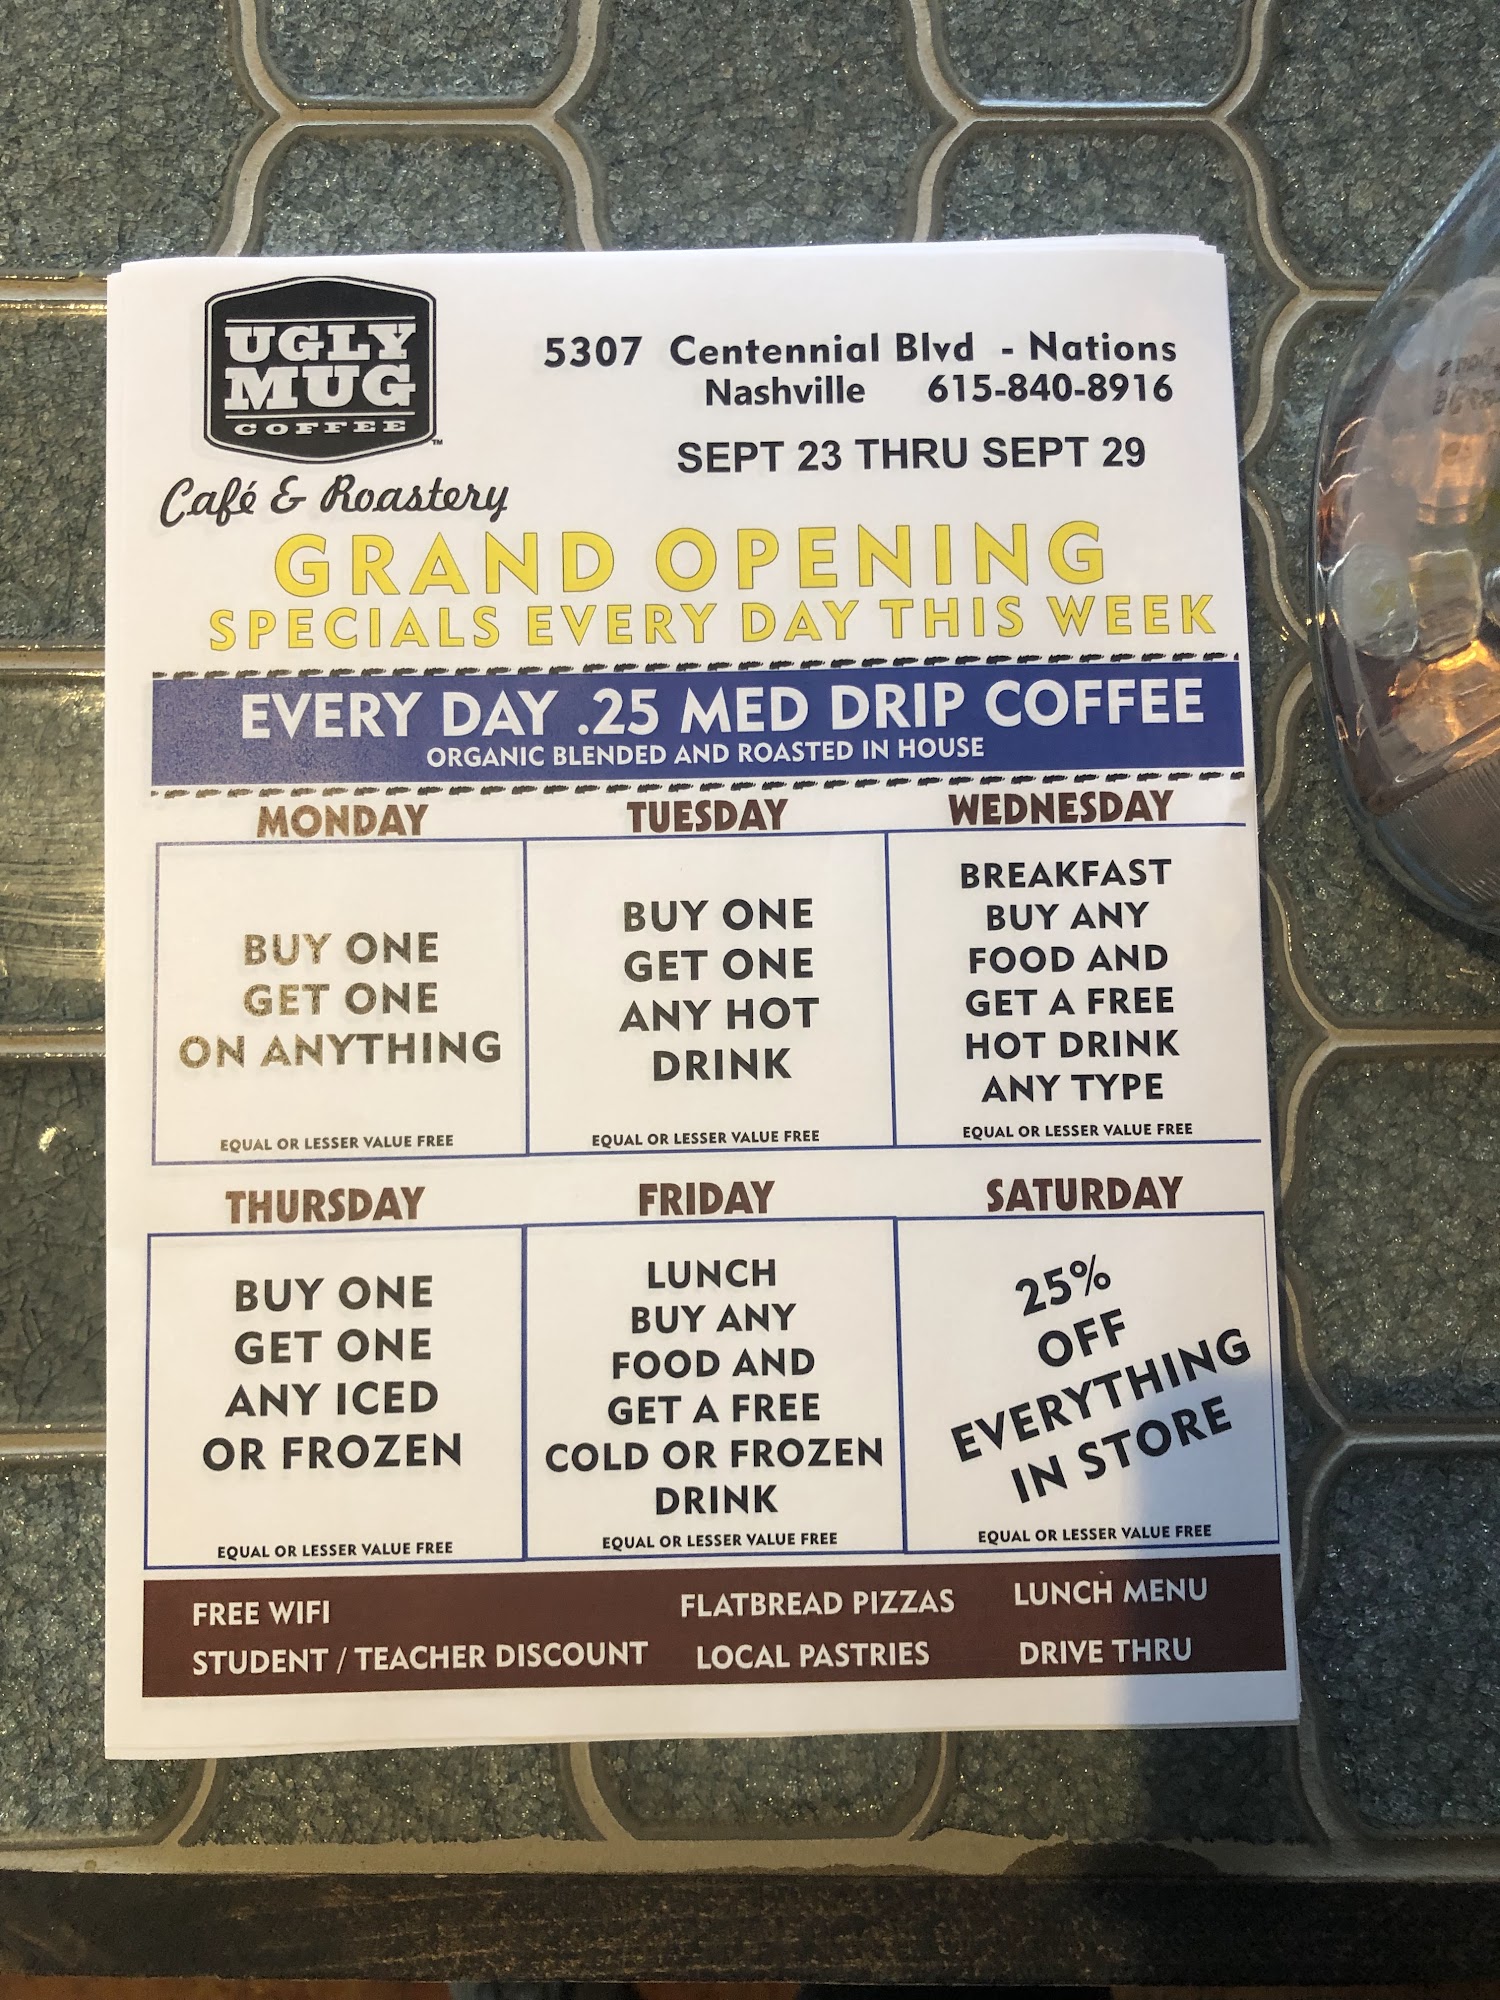 UGLY
MUG
COFFEE
™
Café & Roastery
5307 Centennial Blvd - Nations
Nashville 615-840-8916
SEPT 23 THRU SEPT 29
GRAND OPENING
SPECIALS EVERY DAY THIS WEEK
EVERY DAY .25 MED DRIP COFFEE
ORGANIC BLENDED AND ROASTED IN HOUSE
MONDAY
BUY ONE
GET ONE
ON ANYTHING
EQUAL OR LESSER VALUE FREE
TUESDAY
BUY ONE
GET ONE
ANY HOT
DRINK
EQUAL OR LESSER VALUE FREE
WEDNESDAY
BREAKFAST
BUY ANY
FOOD AND
GET A FREE
HOT DRINK
ANY TYPE
EQUAL OR LESSER VALUE FREE
THURSDAY
BUY ONE
GET ONE
ANY ICED
OR FROZEN
EQUAL OR LESSER VALUE FREE
FRIDAY
LUNCH
BUY ANY
FOOD AND
GET A FREE
COLD OR FROZEN
DRINK
EQUAL OR LESSER VALUE FREE
SATURDAY
25%
OFF
EVERYTHING
IN STORE
EQUAL OR LESSER VALUE FREE
FREE WIFI
STUDENT / TEACHER DISCOUNT
FLATBREAD PIZZAS
LOCAL PASTRIES
LUNCH MENU
DRIVE THRU